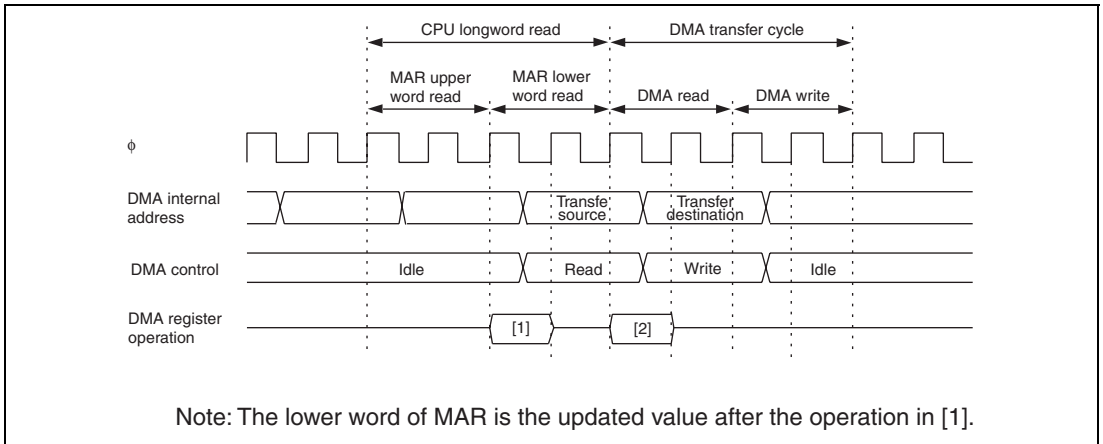 CPU longword read
DMA transfer cycle
MAR upper
word read
MAR lower
word read
DMA read
DMA write
ϕ
DMA internal
address
Transfe
source
Transfer
destination
DMA control
Idle
Read
Write
Idle
DMA register
operation
[1]
[2]
Note: The lower word of MAR is the updated value after the operation in [1].